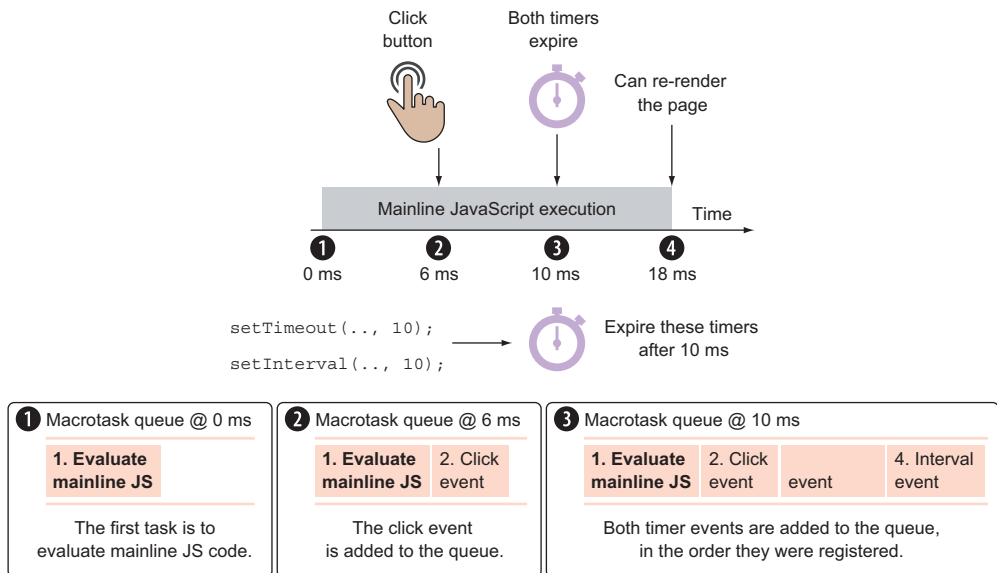 Click
button
Both timers
expire
Can re-render
the page
Mainline JavaScript execution
Time
1
2
3
4
0 ms
6 ms
10 ms
18 ms
setTimeout(.., 10);
setInterval(.., 10);
Expire these timers
after 10 ms
1 Macrotask queue @ 0 ms
1. Evaluate
mainline JS
The first task is to
evaluate mainline JS code.
2 Macrotask queue @ 6 ms
1. Evaluate
mainline JS
2. Click
event
The click event
is added to the queue.
3 Macrotask queue @ 10 ms
1. Evaluate
mainline JS
2. Click
event
event
4. Interval
event
Both timer events are added to the queue,
in the order they were registered.